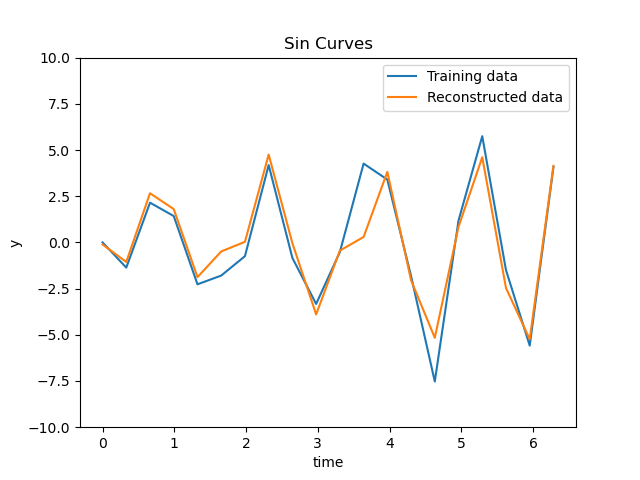 Sin Curves
Training data
Reconstructed data
10.0
7.5
5.0
2.5
0.0
−2.5
−5.0
−7.5
−10.0
y
0 1 2 3 4 5 6
time